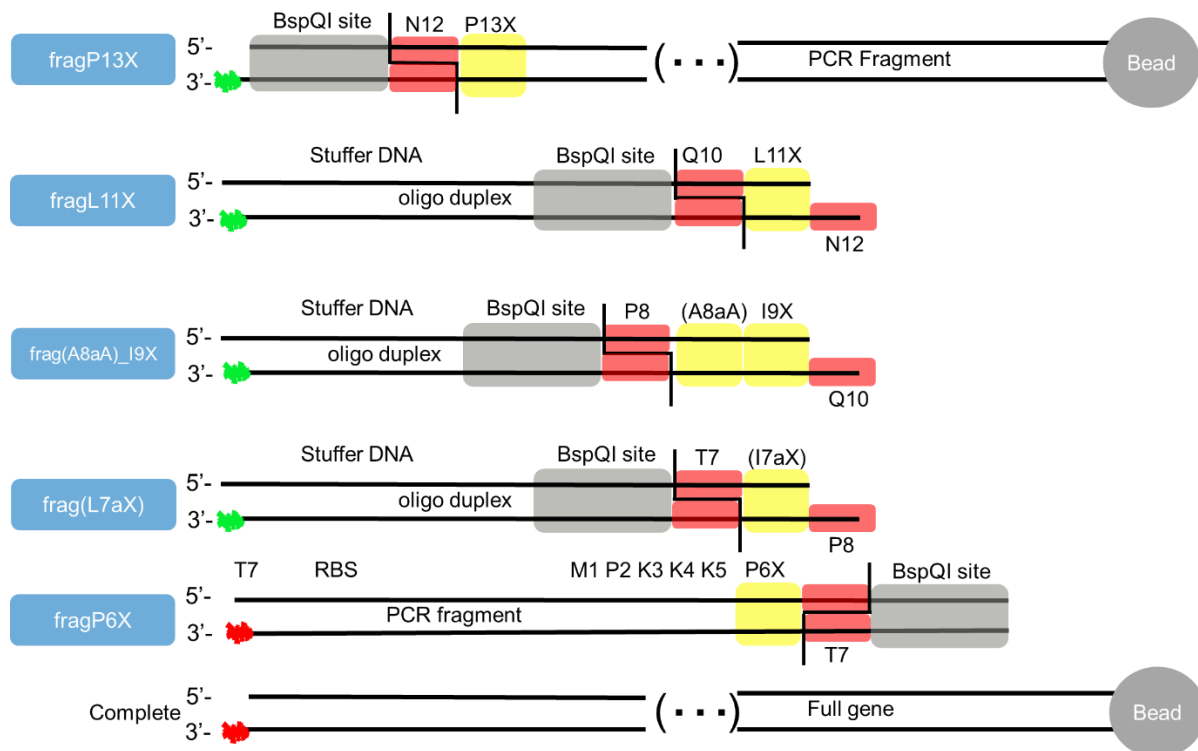 BspQI site N12 P13X
fragP13X 5’- (...) PCR Fragment Bead
3’-
Stuffer DNA BspQI site Q10 L11X
fragL11X 5’- oligo duplex
3’-
N12
Stuffer DNA BspQI site P8 (A8aA) I9X
frag(A8aA)_I9X 5’- oligo duplex
3’-
Q10
Stuffer DNA BspQI site T7 (I7aX)
frag(L7aX) 5’- oligo duplex
3’-
P8
T7 RBS M1 P2 K3 K4 K5 P6X BspQI site
fragP6X 5’- PCR fragment
3’-
T7
Complete 5’- (...) Full gene Bead
3’-